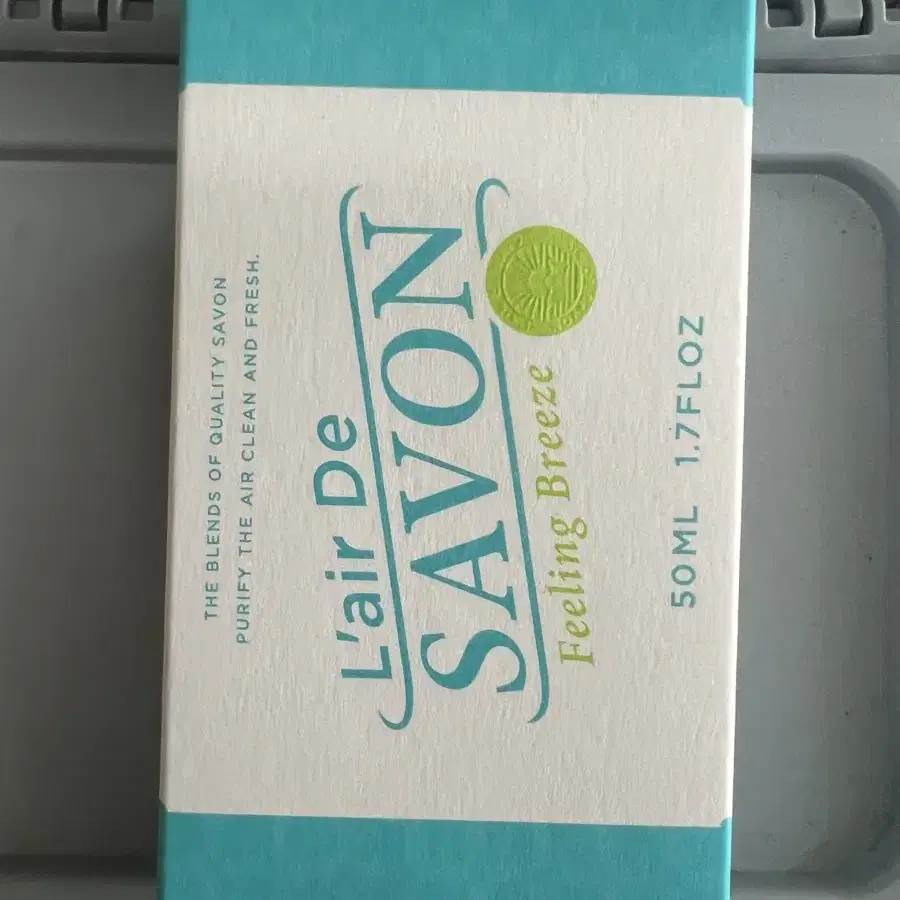 THE BLENDS OF QUALITY SAVON
PURIFY THE AIR CLEAN AND FRESH.
L'air De
SAVON
Feeling Breeze
50ML 1.7FLOZ